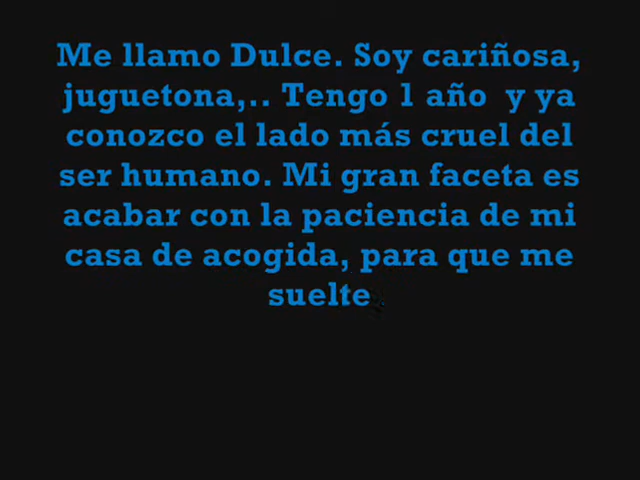 Me llamo Dulce. Soy cariñosa,
juguetona,.. Tengo 1 año y ya
conozco el lado más cruel del
ser humano. Mi gran faceta es
acabar con la paciencia de mi
casa de acogida, para que me
suelte